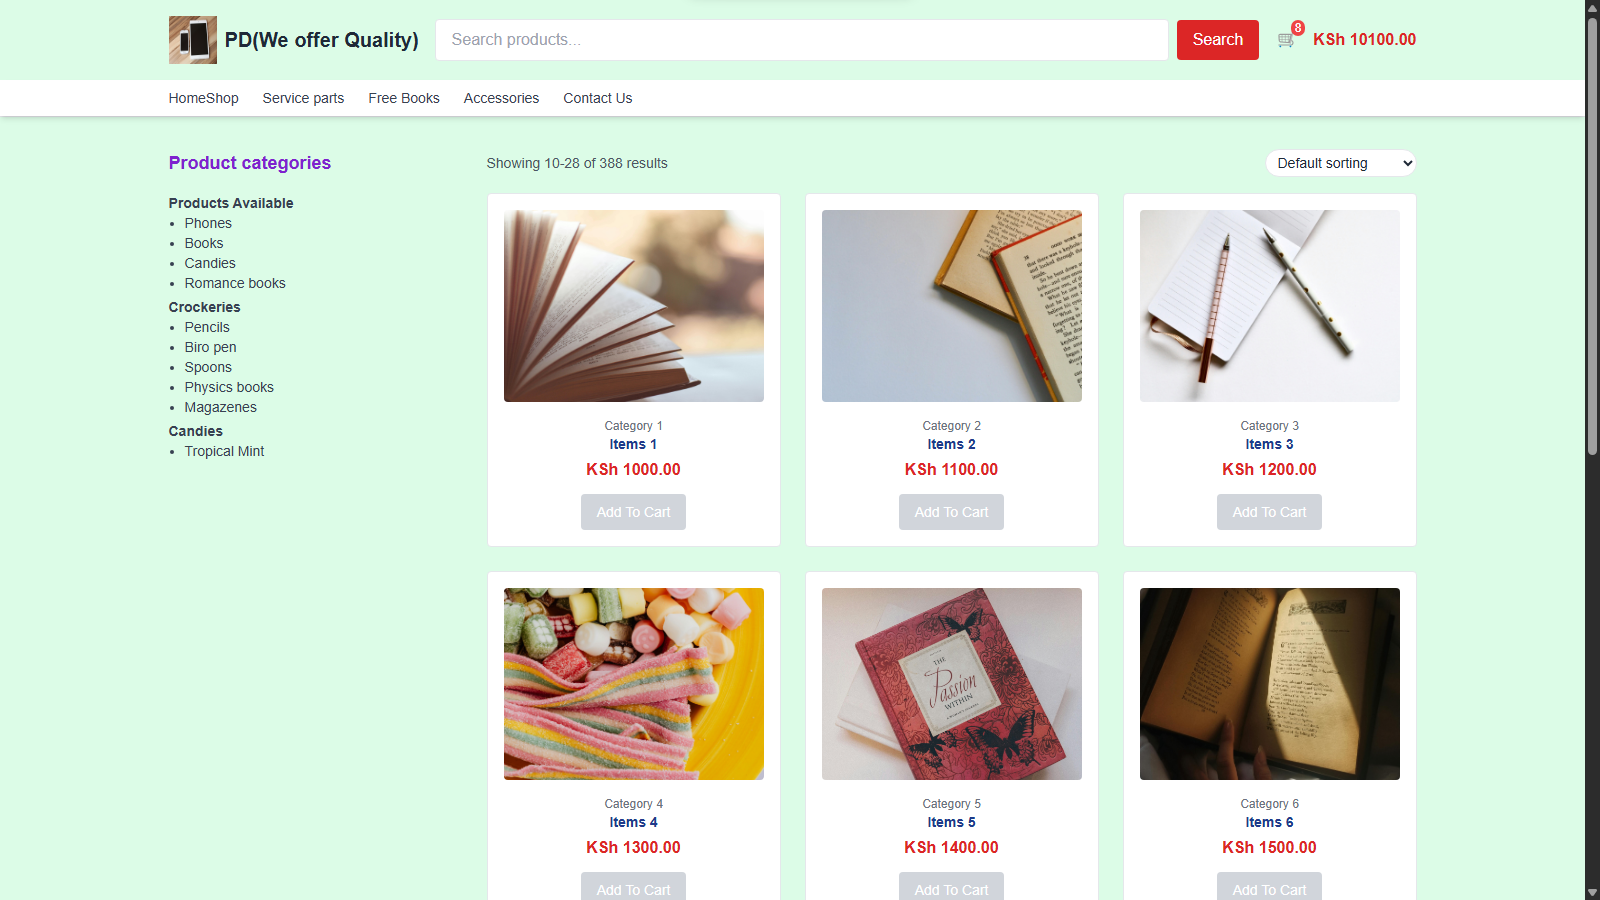 PD(We offer Quality)
Search products...
Search
8
KSh 10100.00
HomeShop
Service parts
Free Books
Accessories
Contact Us
Product categories
Products Available
Phones
Books
Candies
Romance books
Crockeries
Pencils
Biro pen
Spoons
Physics books
Magazenes
Candies
Tropical Mint
Showing 10-28 of 388 results
Default sorting
Category 1
Items 1
KSh 1000.00
Add To Cart
Category 2
Items 2
KSh 1100.00
Add To Cart
Category 3
Items 3
KSh 1200.00
Add To Cart
THE
Passion
WITHIN
Category 4
Items 4
KSh 1300.00
Add To Cart
Category 5
Items 5
KSh 1400.00
Add To Cart
Category 6
Items 6
KSh 1500.00
Add To Cart